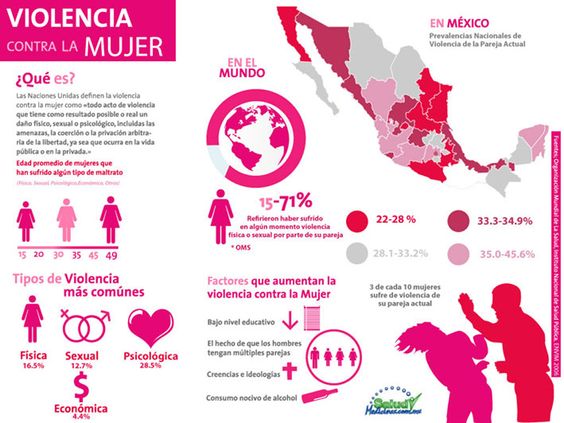 VIOLENCIA
CONTRA LA MUJER
¿Qué es?
Las Naciones Unidas definen la violencia
contra la mujer como «todo acto de violencia
que tiene como resultado posible o real un
daño físico, sexual o psicológico, incluidas las
amenazas, la coerción o la privación arbitra-
ria de la libertad, ya sea que ocurra en la vida
pública o en la privada.»
Edad promedio de mujeres que
han sufrido algún tipo de maltrato
(Física, Sexual, Psicológica,Económica, Otros)
15 20 30 35 45 49
Tipos de Violencia
más comúnes
Física
16.5%
Sexual
12.7%
Psicológica
28.5%
$
Económica
4.4%
EN EL
MUNDO
15-71%
Refirieron haber sufrido
en algún momento violencia
física o sexual por parte de su pareja
* OMS
EN MÉXICO
Prevalencias Nacionales de
Violencia de la Pareja Actual
22-28 %
33.3-34.9%
28.1-33.2%
35.0-45.6%
Factores que aumentan la
violencia contra la Mujer
Bajo nivel educativo
El hecho de que los hombres
tengan múltiples parejas
Creencias e ideologías
Consumo nocivo de alcohol
3 de cada 10 mujeres
sufre de violencia de
su pareja actual
Salud y
Medicinas.com.mx
Fuentes, Organización Mundial de La Salud, Instituto Nacional de Salud Pública, ENVIM 2006